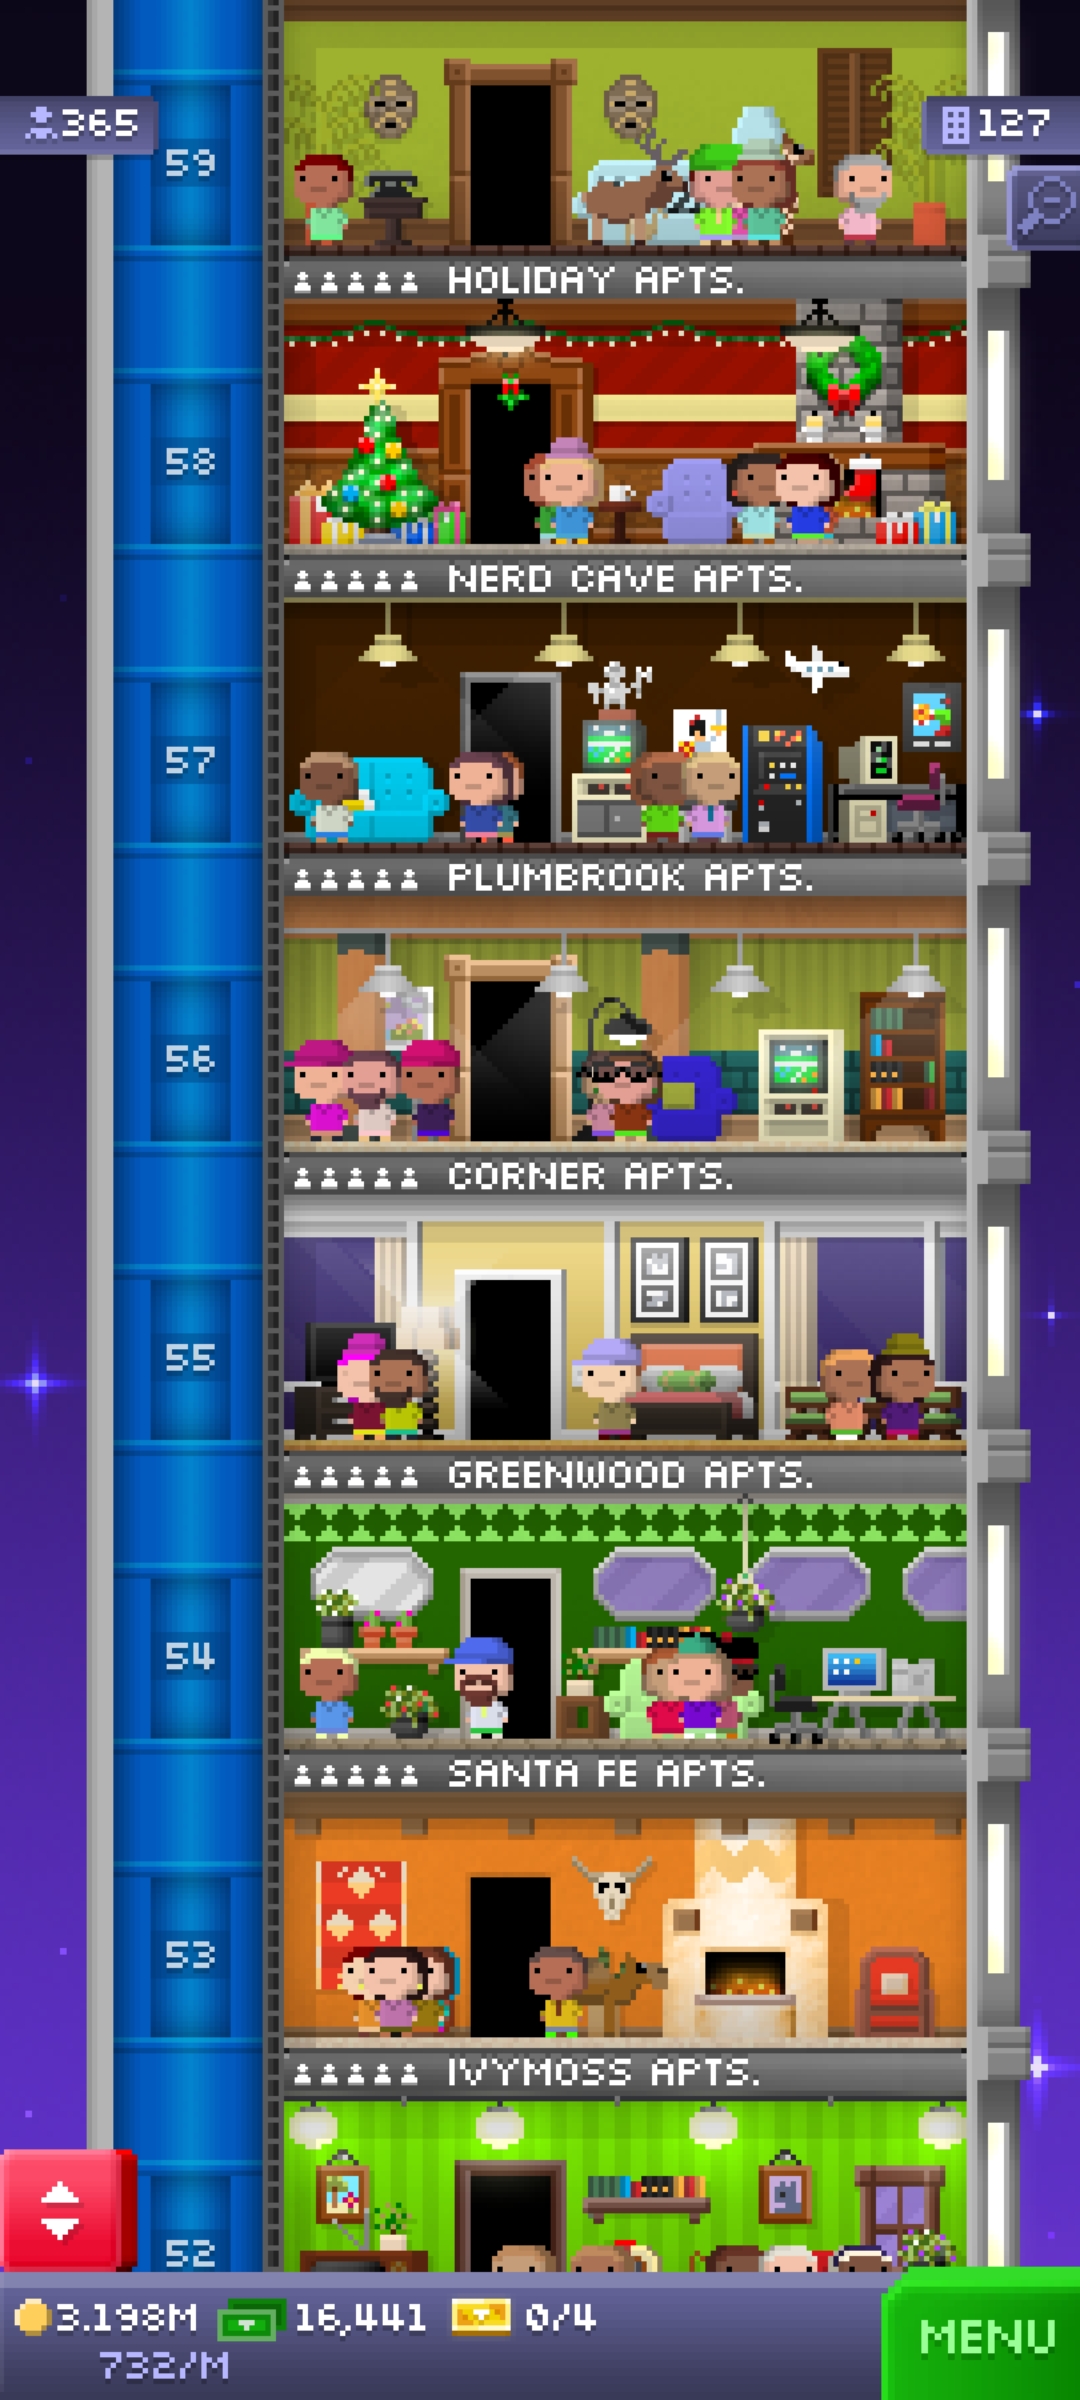 365
127
59
HOLIDAY APTS.
58
NERD CAVE APTS.
57
PLUMBROOK APTS.
56
CORNER APTS.
55
GREENWOOD APTS.
54
SANTA FE APTS.
53
IVYMOSS APTS.
52
3.198M 16,441 0/4
732/M
MENU